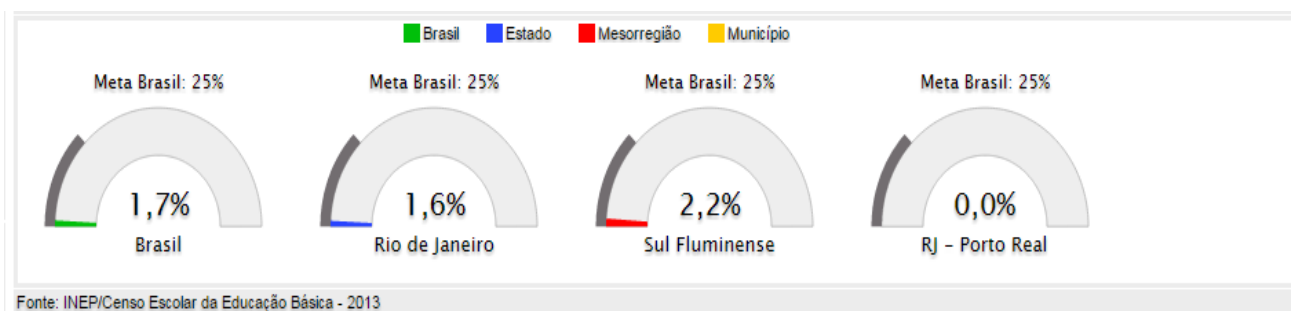 Brasil Estado Mesorregião Município
Meta Brasil: 25% Meta Brasil: 25% Meta Brasil: 25% Meta Brasil: 25%
1,7% 1,6% 2,2% 0,0%
Brasil Rio de Janeiro Sul Fluminense RJ - Porto Real
Fonte: INEP/Censo Escolar da Educação Básica - 2013